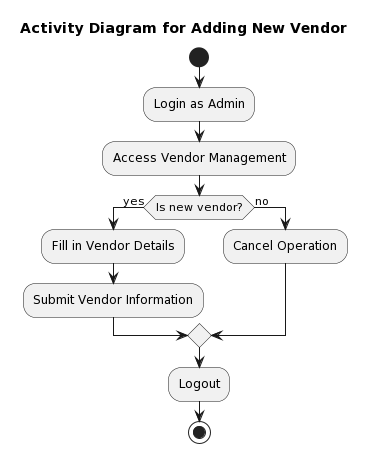 Activity Diagram for Adding New Vendor
Login as Admin
Access Vendor Management
yes
Is new vendor?
no
Fill in Vendor Details
Cancel Operation
Submit Vendor Information
Logout